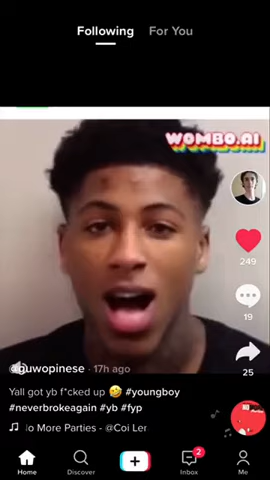 Following For You
WOMBO.AI
249
19
@guwopinese · 17h ago
25
Yall got yb f*cked up 🤣 #youngboy
#neverbrokeagain #yb #fyp
lo More Parties - @Coi Ler
2
Home Discover Inbox Me